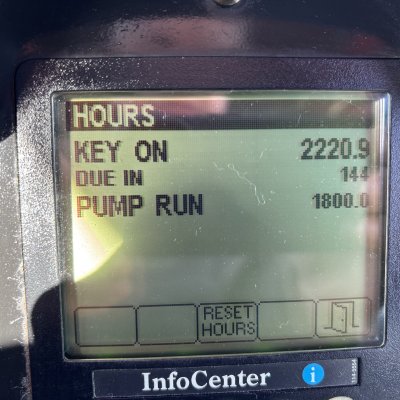 HOURS
KEY ON 2220.9
DUE IN 144
PUMP RUN 1800.0
RESET
HOURS
InfoCenter i